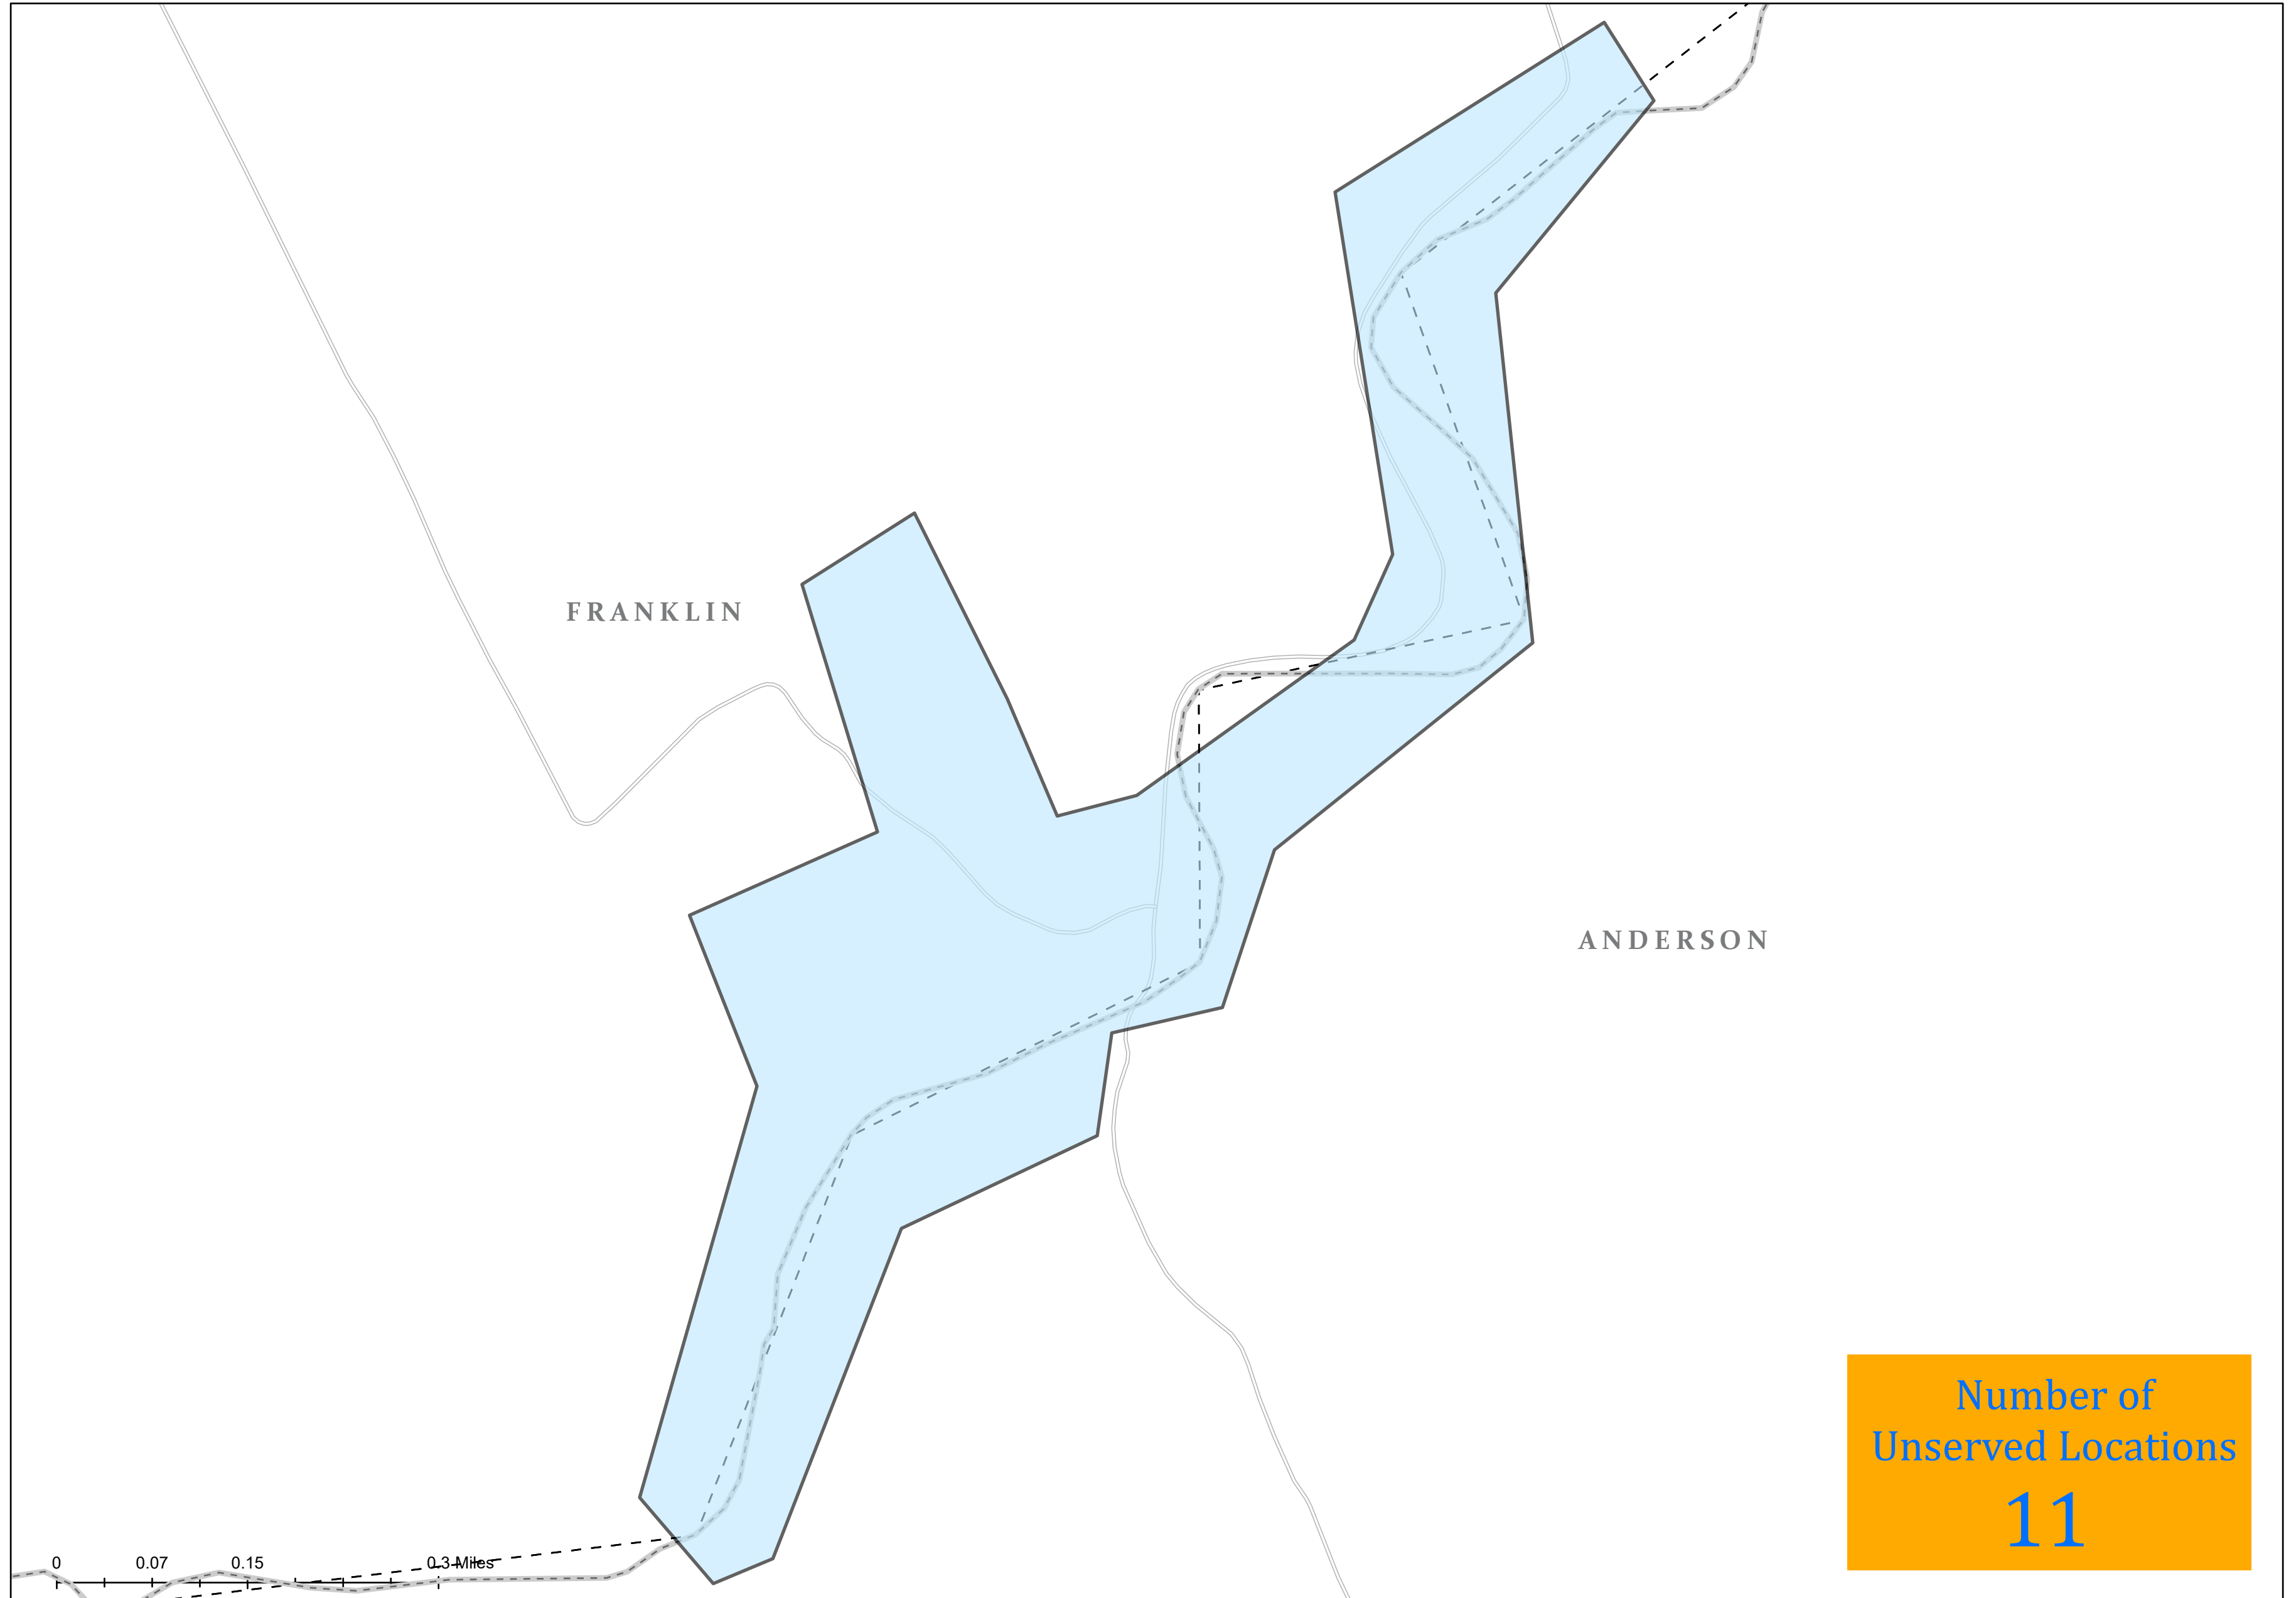 FRANKLIN
ANDERSON
Number of
Unserved Locations
11
0 0.07 0.15 0.3 Miles